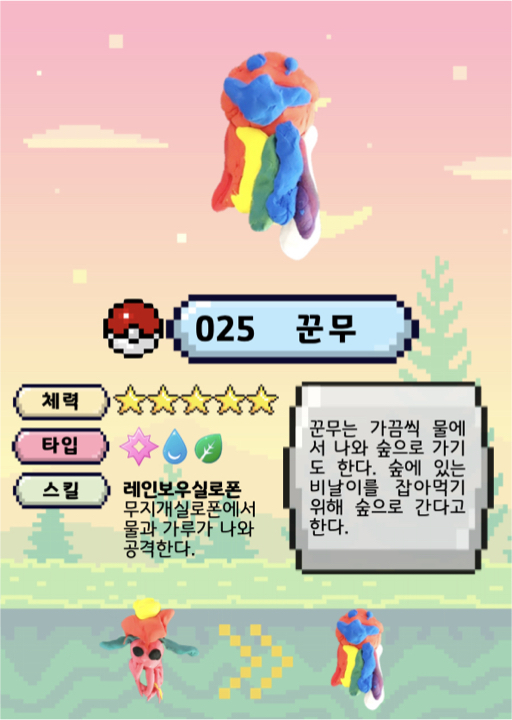 025 꾼무
체력
타입
스킬
레인보우실로폰
무지개실로폰에서
물과 가루가 나와
공격한다.
꾼무는 가끔씩 물에
서 나와 숲으로 가기
도 한다. 숲에 있는
비날이를 잡아먹기
위해 숲으로 간다고
한다.